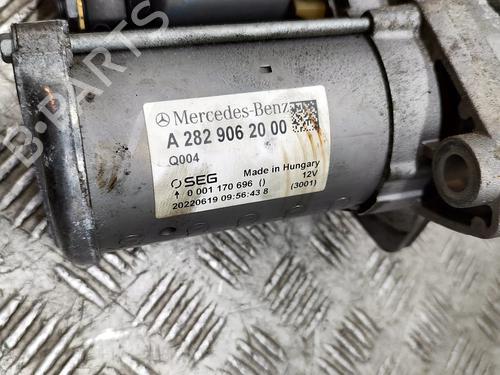 B-PARTS
Mercedes-Benz
A 282 906 20 00
Q004
SEG Made in Hungary
0 001 170 696 () 12V
20220619 09:56:43 8 (3001)